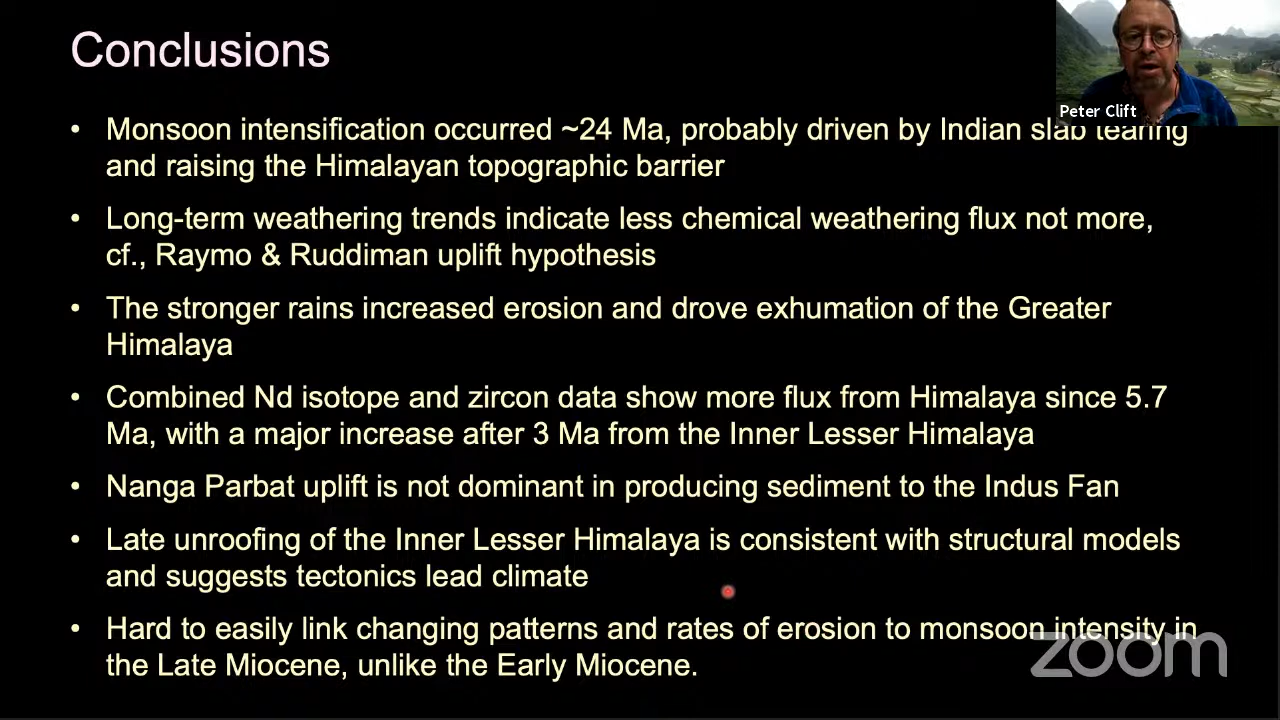 Conclusions
Peter Clift
• Monsoon intensification occurred ~24 Ma, probably driven by Indian slab tearing
and raising the Himalayan topographic barrier
• Long-term weathering trends indicate less chemical weathering flux not more,
cf., Raymo & Ruddiman uplift hypothesis
• The stronger rains increased erosion and drove exhumation of the Greater
Himalaya
• Combined Nd isotope and zircon data show more flux from Himalaya since 5.7
Ma, with a major increase after 3 Ma from the Inner Lesser Himalaya
• Nanga Parbat uplift is not dominant in producing sediment to the Indus Fan
• Late unroofing of the Inner Lesser Himalaya is consistent with structural models
and suggests tectonics lead climate
• Hard to easily link changing patterns and rates of erosion to monsoon intensity in
the Late Miocene, unlike the Early Miocene.
zoom